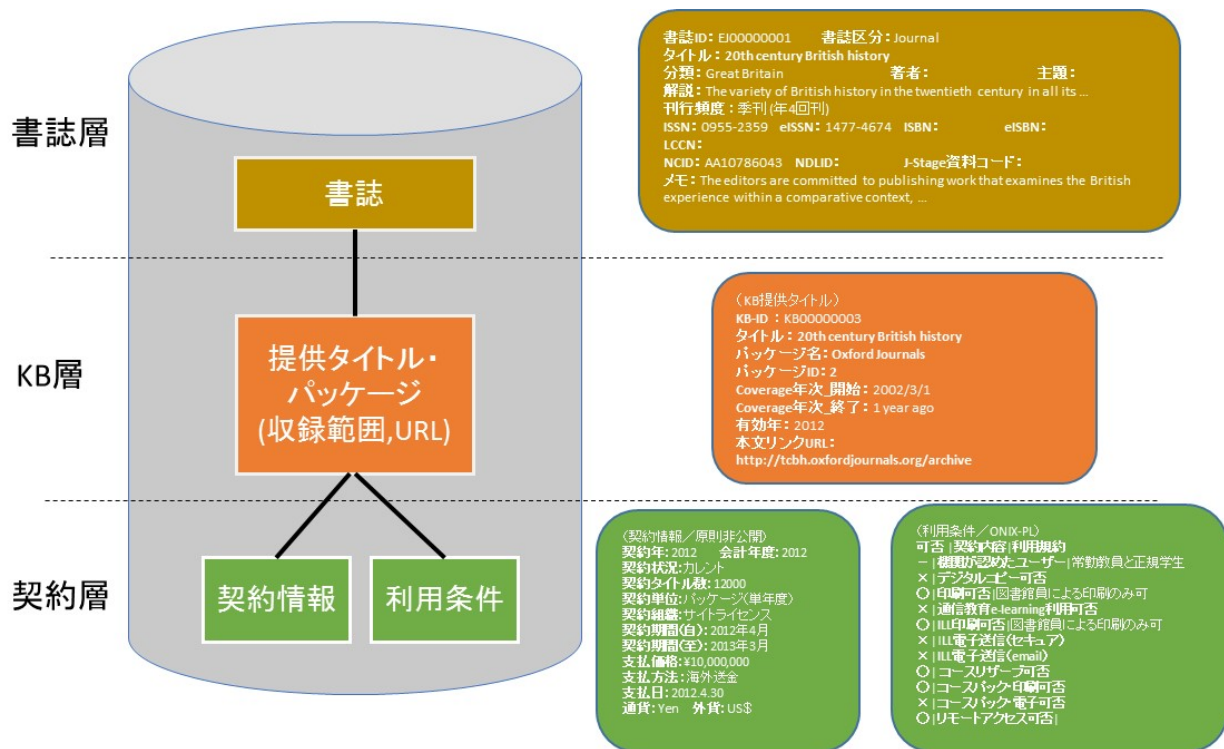 書誌層
書誌
KB層
提供タイトル・
パッケージ
(収録範囲,URL)
契約層
契約情報
利用条件
書誌ID: EJ00000001 書誌区分: Journal
タイトル: 20th century British history
分類: Great Britain 著者: 主題:
解説: The variety of British history in the twentieth century in all its ...
刊行頻度：季刊 (年4回刊)
ISSN: 0955-2359 eISSN: 1477-4674 ISBN: eISBN:
LCCN:
NCID: AA10786043 NDLID: J-Stage資料コード:
メモ: The editors are committed to publishing work that examines the British
experience within a comparative context, ...
（KB提供タイトル）
KB-ID：KB00000003
タイトル: 20th century British history
パッケージ名: Oxford Journals
パッケージID: 2
Coverage年次_開始: 2002/3/1
Coverage年次_終了: 1 year ago
有効年: 2012
本文リンクURL:
http://tcbh.oxfordjournals.org/archive
（契約情報／原則非公開）
契約年: 2012 会計年度: 2012
契約状況:カレント
契約タイトル数: 12000
契約単位:パッケージ(単年度)
契約組織:サイトライセンス
契約期間(自): 2012年4月
契約期間(至): 2013年3月
支払価格:¥10,000,000
支払方法: 海外送金
支払日: 2012.4.30
通貨: Yen 外貨: US$
（利用条件／ONIX-PL）
可否 |契約内容|利用規約
－ |機関が認めたユーザー|常勤教員と正規学生
× |デジタルコピー可否
○ |印刷可否|図書館員による印刷のみ可
× |通信教育e-learning利用可否
○ |ILL印刷可否|図書館員による印刷のみ可
× |ILL電子送信(セキュア)
× |ILL電子送信(email)
○ |コースリザーブ可否
○ |コースパック・印刷可否
× |コースパック・電子可否
○ |リモートアクセス可否|